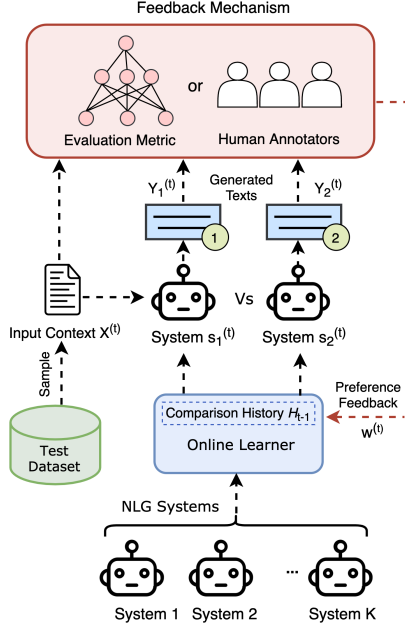 Feedback Mechanism
or
Evaluation Metric
Human Annotators
Y₁⁽ᵗ⁾
Generated
Texts
Y₂⁽ᵗ⁾
1
2
Vs
Input Context X⁽ᵗ⁾
System s₁⁽ᵗ⁾
System s₂⁽ᵗ⁾
Sample
Preference
Feedback
w⁽ᵗ⁾
Comparison History Hₜ₋₁
Online Learner
Test
Dataset
NLG Systems
...
System 1
System 2
System K